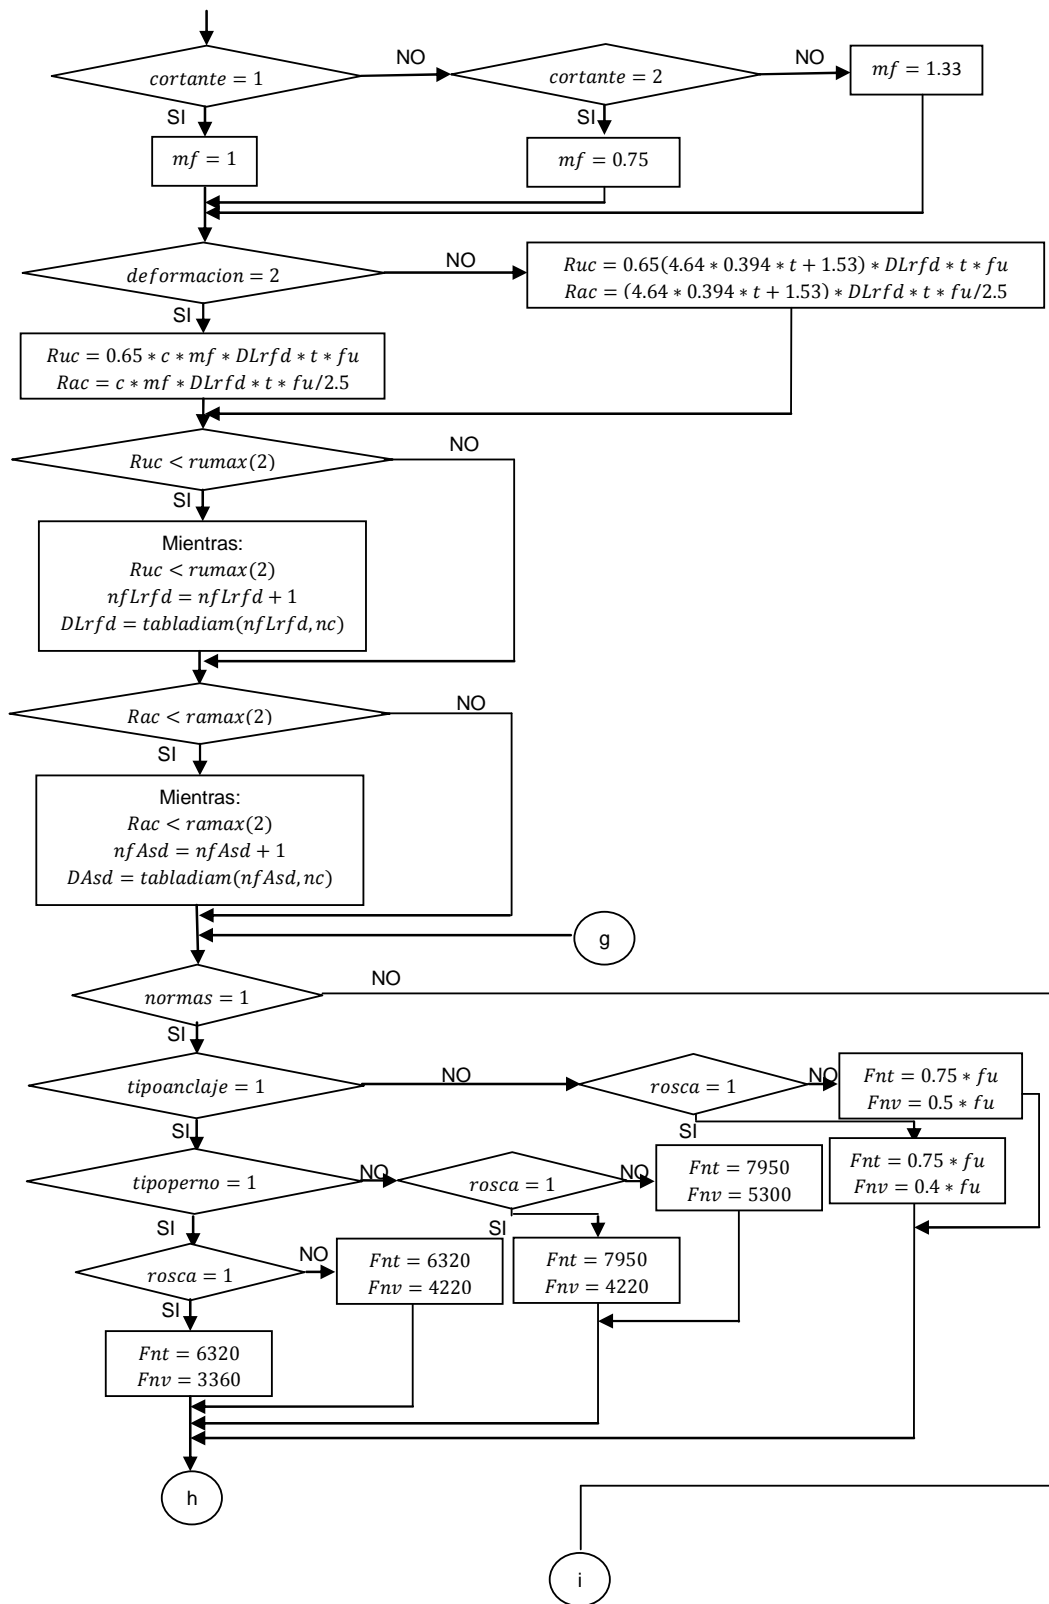 cortante = 1
NO
cortante = 2
NO
mf = 1.33
SI
SI
mf = 1
mf = 0.75
deformacion = 2
NO
Ruc = 0.65(4.64 * 0.394 * t + 1.53) * DLrfd * t * fu
Rac = (4.64 * 0.394 * t + 1.53) * DLrfd * t * fu/2.5
SI
Ruc = 0.65 * c * mf * DLrfd * t * fu
Rac = c * mf * DLrfd * t * fu/2.5
Ruc < rumax(2)
NO
SI
Mientras:
Ruc < rumax(2)
nfLrfd = nfLrfd + 1
DLrfd = tabladiam(nfLrfd, nc)
Rac < ramax(2)
NO
SI
Mientras:
Rac < ramax(2)
nfAsd = nfAsd + 1
DAsd = tabladiam(nfAsd, nc)
g
normas = 1
NO
SI
tipoanclaje = 1
NO
rosca = 1
NO
Fnt = 0.75 * fu
Fnv = 0.5 * fu
SI
SI
Fnt = 0.75 * fu
Fnv = 0.4 * fu
tipoperno = 1
NO
rosca = 1
NO
Fnt = 7950
Fnv = 5300
SI
SI
rosca = 1
NO
Fnt = 6320
Fnv = 4220
Fnt = 7950
Fnv = 4220
SI
Fnt = 6320
Fnv = 3360
h
i